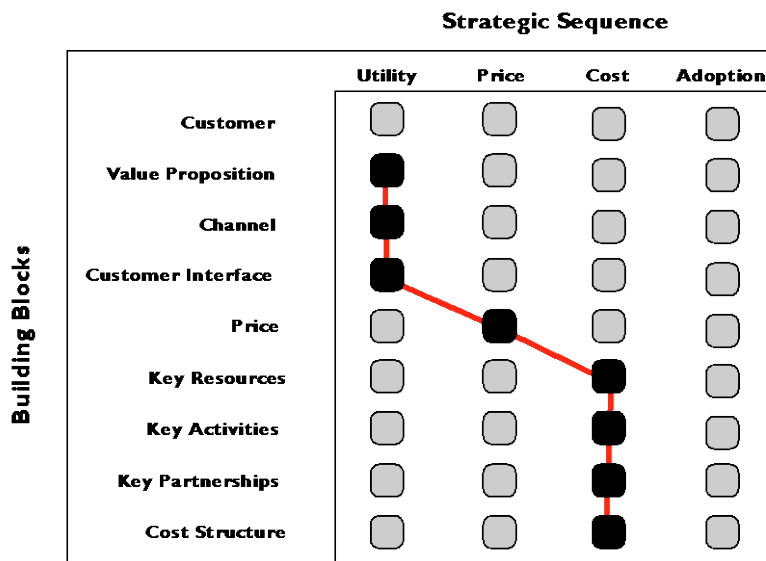 Strategic Sequence
Utility Price Cost Adoption
Building Blocks
Customer
Value Proposition
Channel
Customer Interface
Price
Key Resources
Key Activities
Key Partnerships
Cost Structure